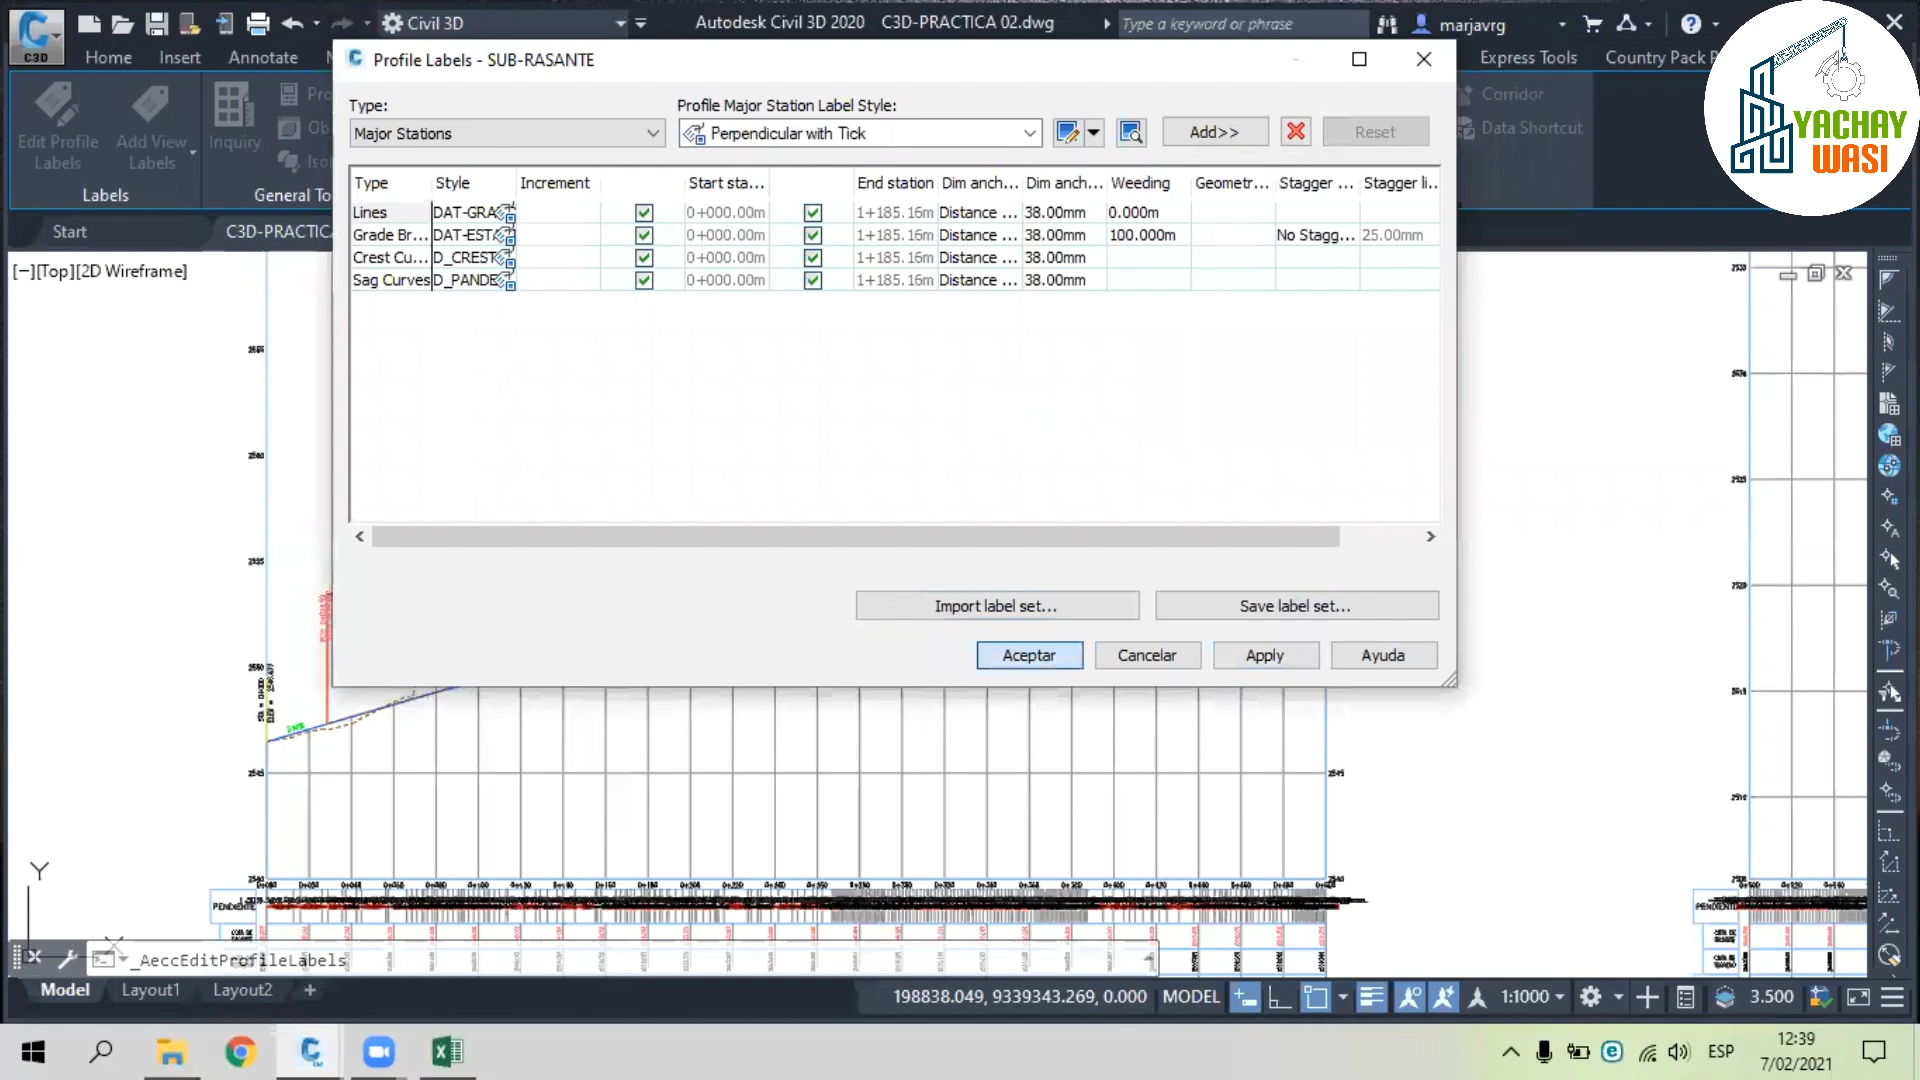 Civil 3D
Autodesk Civil 3D 2020 C3D-PRACTICA 02.dwg
Type a keyword or phrase
marjavrg
C3D
Home Insert Annotate
Express Tools Country Pack
YACHAY
WASI
Profile Labels - SUB-RASANTE
Edit Profile
Labels
Add View
Labels
Inquiry
Labels
Corridor
Data Shortcut
Type:
Profile Major Station Label Style:
Major Stations
Perpendicular with Tick
Add>>
Reset
Type Style Increment Start sta... End station Dim anch... Dim anch... Weeding Geometr... Stagger ... Stagger li...
Lines DAT-GRA 0+000.00m 1+185.16m Distance ... 38.00mm 0.000m
Grade Br... DAT-ESTA 0+000.00m 1+185.16m Distance ... 38.00mm 100.000m No Stagg... 25.00mm
Crest Cu... D_CREST 0+000.00m 1+185.16m Distance ... 38.00mm
Sag Curves D_PANDE 0+000.00m 1+185.16m Distance ... 38.00mm
Start
C3D-PRACTICA
[−][Top][2D Wireframe]
Import label set...
Save label set...
Aceptar
Cancelar
Apply
Ayuda
Y
PENDIENTE
_AeccEditProfileLabels
Model Layout1 Layout2 +
198838.049, 9339343.269, 0.000 MODEL
1:1000
3.500
ESP
12:39
7/02/2021